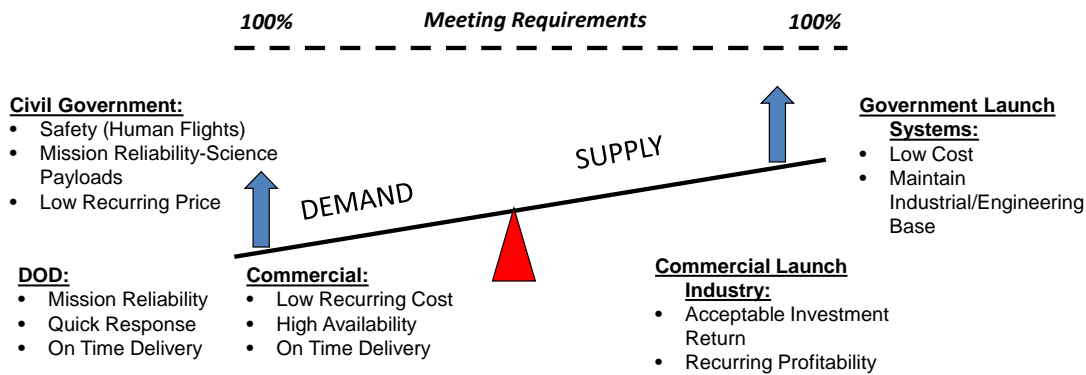 100% Meeting Requirements 100%
Civil Government:
• Safety (Human Flights)
• Mission Reliability-Science
Payloads
• Low Recurring Price
DEMAND
SUPPLY
Government Launch
Systems:
• Low Cost
• Maintain
Industrial/Engineering
Base
DOD:
• Mission Reliability
• Quick Response
• On Time Delivery
Commercial:
• Low Recurring Cost
• High Availability
• On Time Delivery
Commercial Launch
Industry:
• Acceptable Investment
Return
• Recurring Profitability